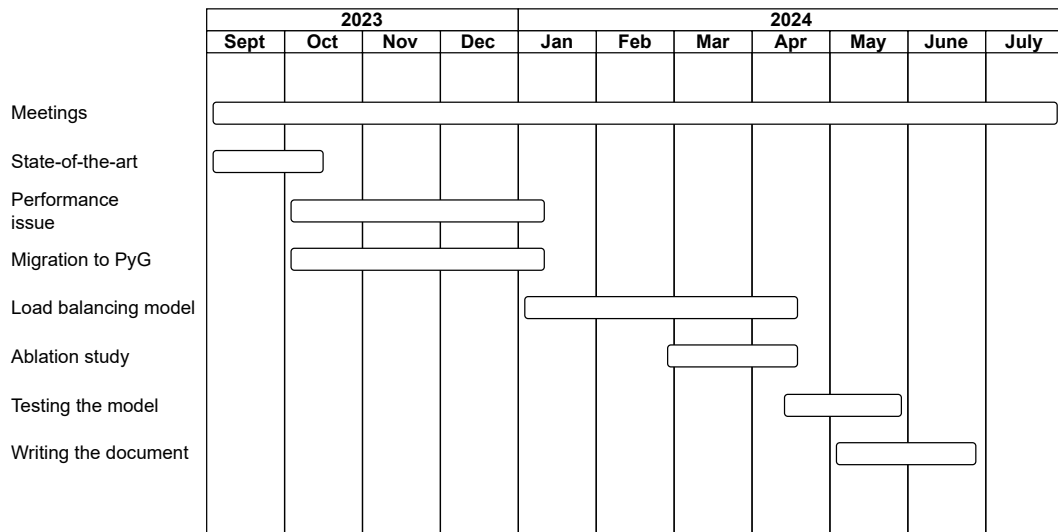 2023 2024
Sept Oct Nov Dec Jan Feb Mar Apr May June July
Meetings
State-of-the-art
Performance
issue
Migration to PyG
Load balancing model
Ablation study
Testing the model
Writing the document